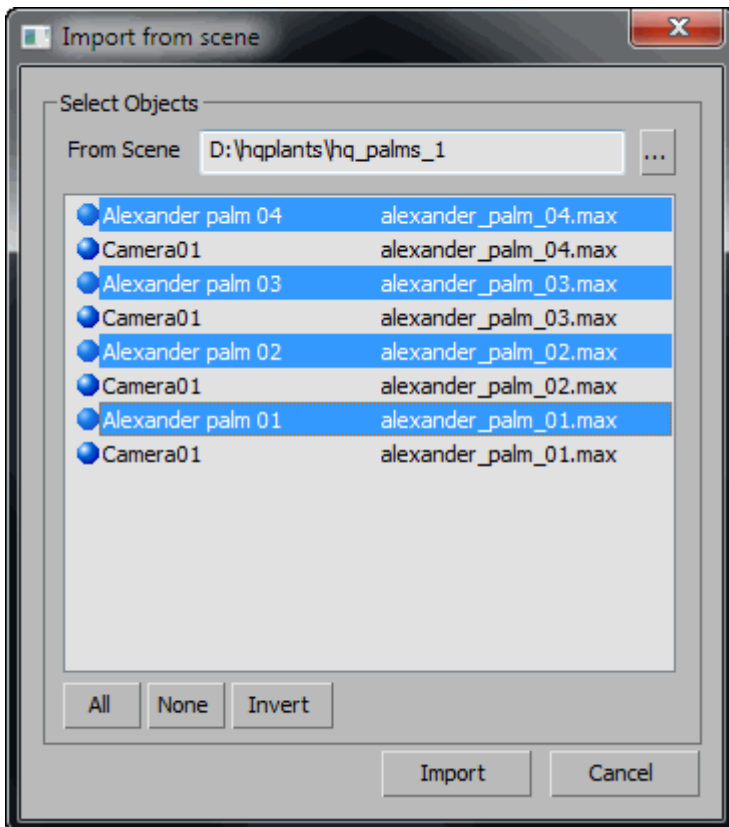 Import from scene
Select Objects
From Scene D:\hqplants\hq_palms_1 ...
Alexander palm 04 alexander_palm_04.max
Camera01 alexander_palm_04.max
Alexander palm 03 alexander_palm_03.max
Camera01 alexander_palm_03.max
Alexander palm 02 alexander_palm_02.max
Camera01 alexander_palm_02.max
Alexander palm 01 alexander_palm_01.max
Camera01 alexander_palm_01.max
All None Invert
Import Cancel